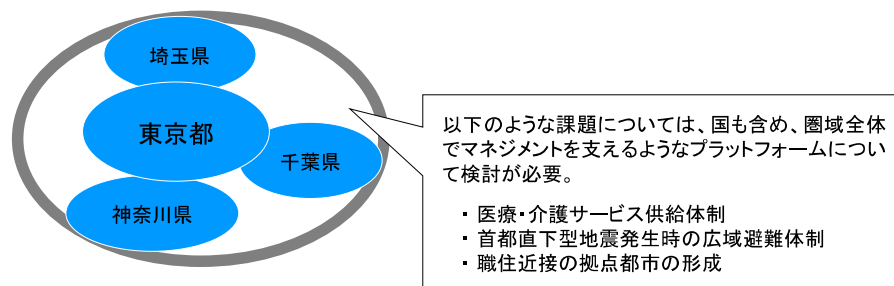 埼玉県
東京都
千葉県
神奈川県
以下のような課題については、国も含め、圏域全体
でマネジメントを支えるようなプラットフォームについ
て検討が必要。
・ 医療・介護サービス供給体制
・ 首都直下型地震発生時の広域避難体制
・ 職住近接の拠点都市の形成